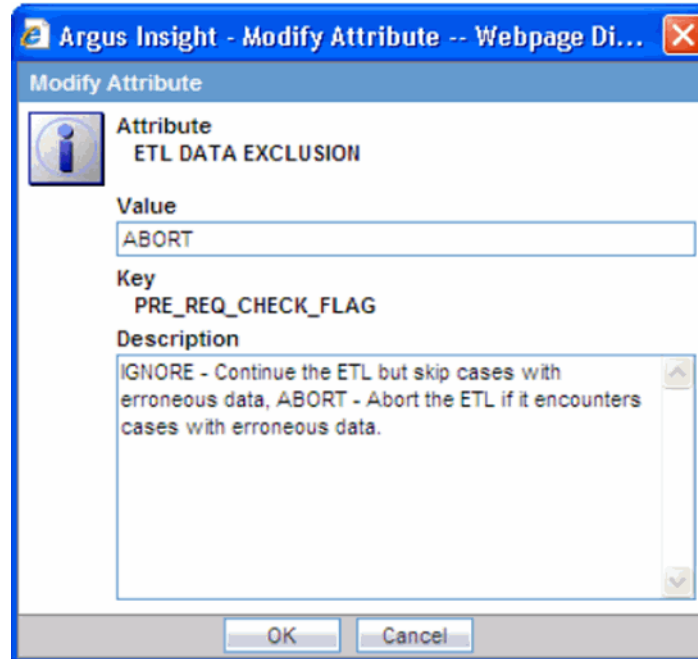 Argus Insight - Modify Attribute -- Webpage Di...
Modify Attribute
Attribute
ETL DATA EXCLUSION
Value
ABORT
Key
PRE_REQ_CHECK_FLAG
Description
IGNORE - Continue the ETL but skip cases with
erroneous data, ABORT - Abort the ETL if it encounters
cases with erroneous data.
OK Cancel